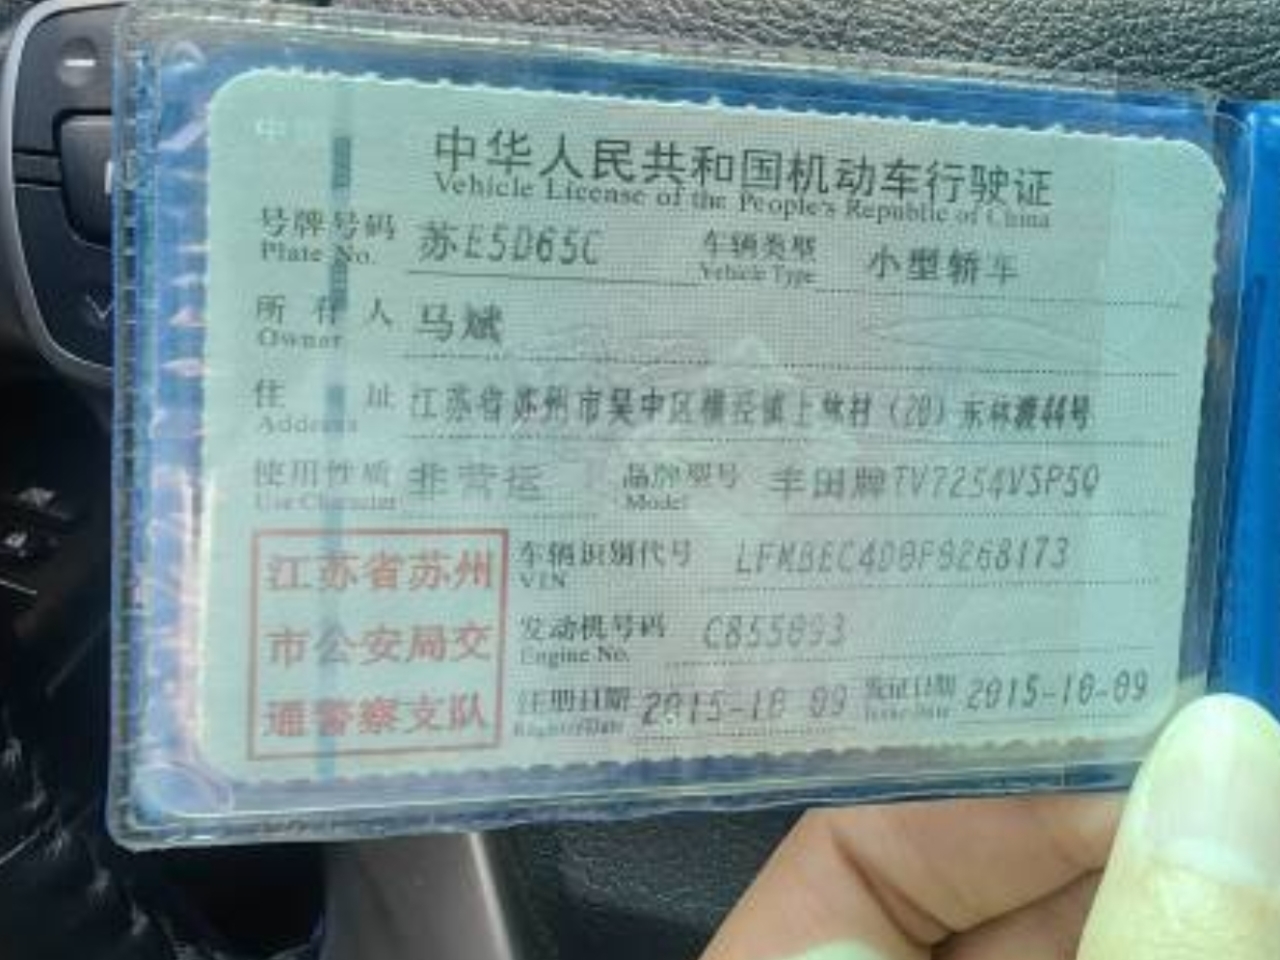 中华人民共和国机动车行驶证
Vehicle License of the People's Republic of China
号牌号码 苏E5D65C 车辆类型 小型轿车
Plate No. Vehicle Type
所有人 马斌
Owner
住址 江苏省苏州市吴中区横泾镇上林村（20）东林渡44号
Address
使用性质 非营运 品牌型号 丰田牌TV7254VSP5Q
Use Character Model
江苏省苏州
市公安局交
通警察支队
车辆识别代号
VIN
发动机号码 C855093
Engine No.
注册日期 2015-10-09 发证日期 2015-10-09
Register Date Issue Date